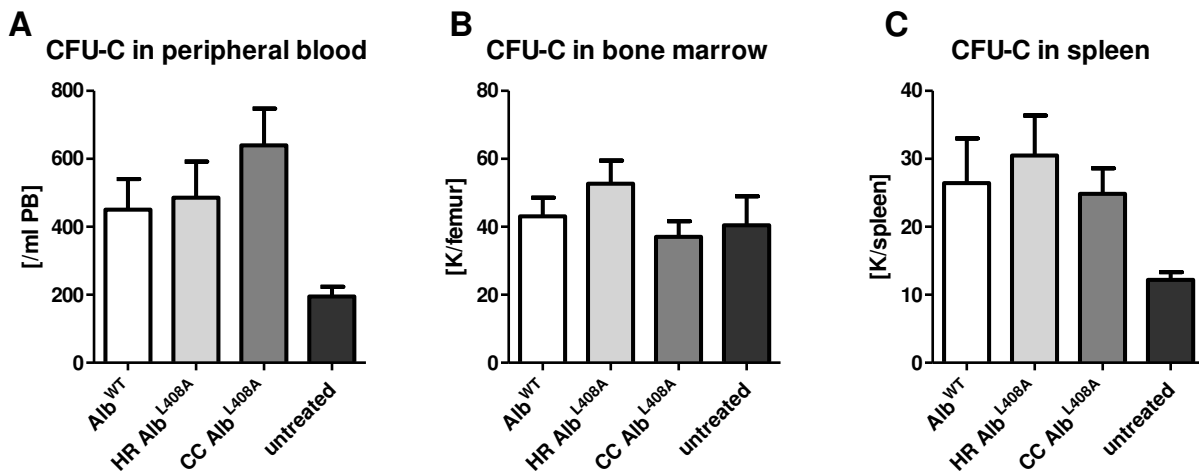 A
CFU-C in peripheral blood
800
600
400
200
0
[/ml PB]
Alb^WT
HR Alb^L408A
CC Alb^L408A
untreated
B
CFU-C in bone marrow
80
60
40
20
0
[K/femur]
Alb^WT
HR Alb^L408A
CC Alb^L408A
untreated
C
CFU-C in spleen
40
30
20
10
0
[K/spleen]
Alb^WT
HR Alb^L408A
CC Alb^L408A
untreated